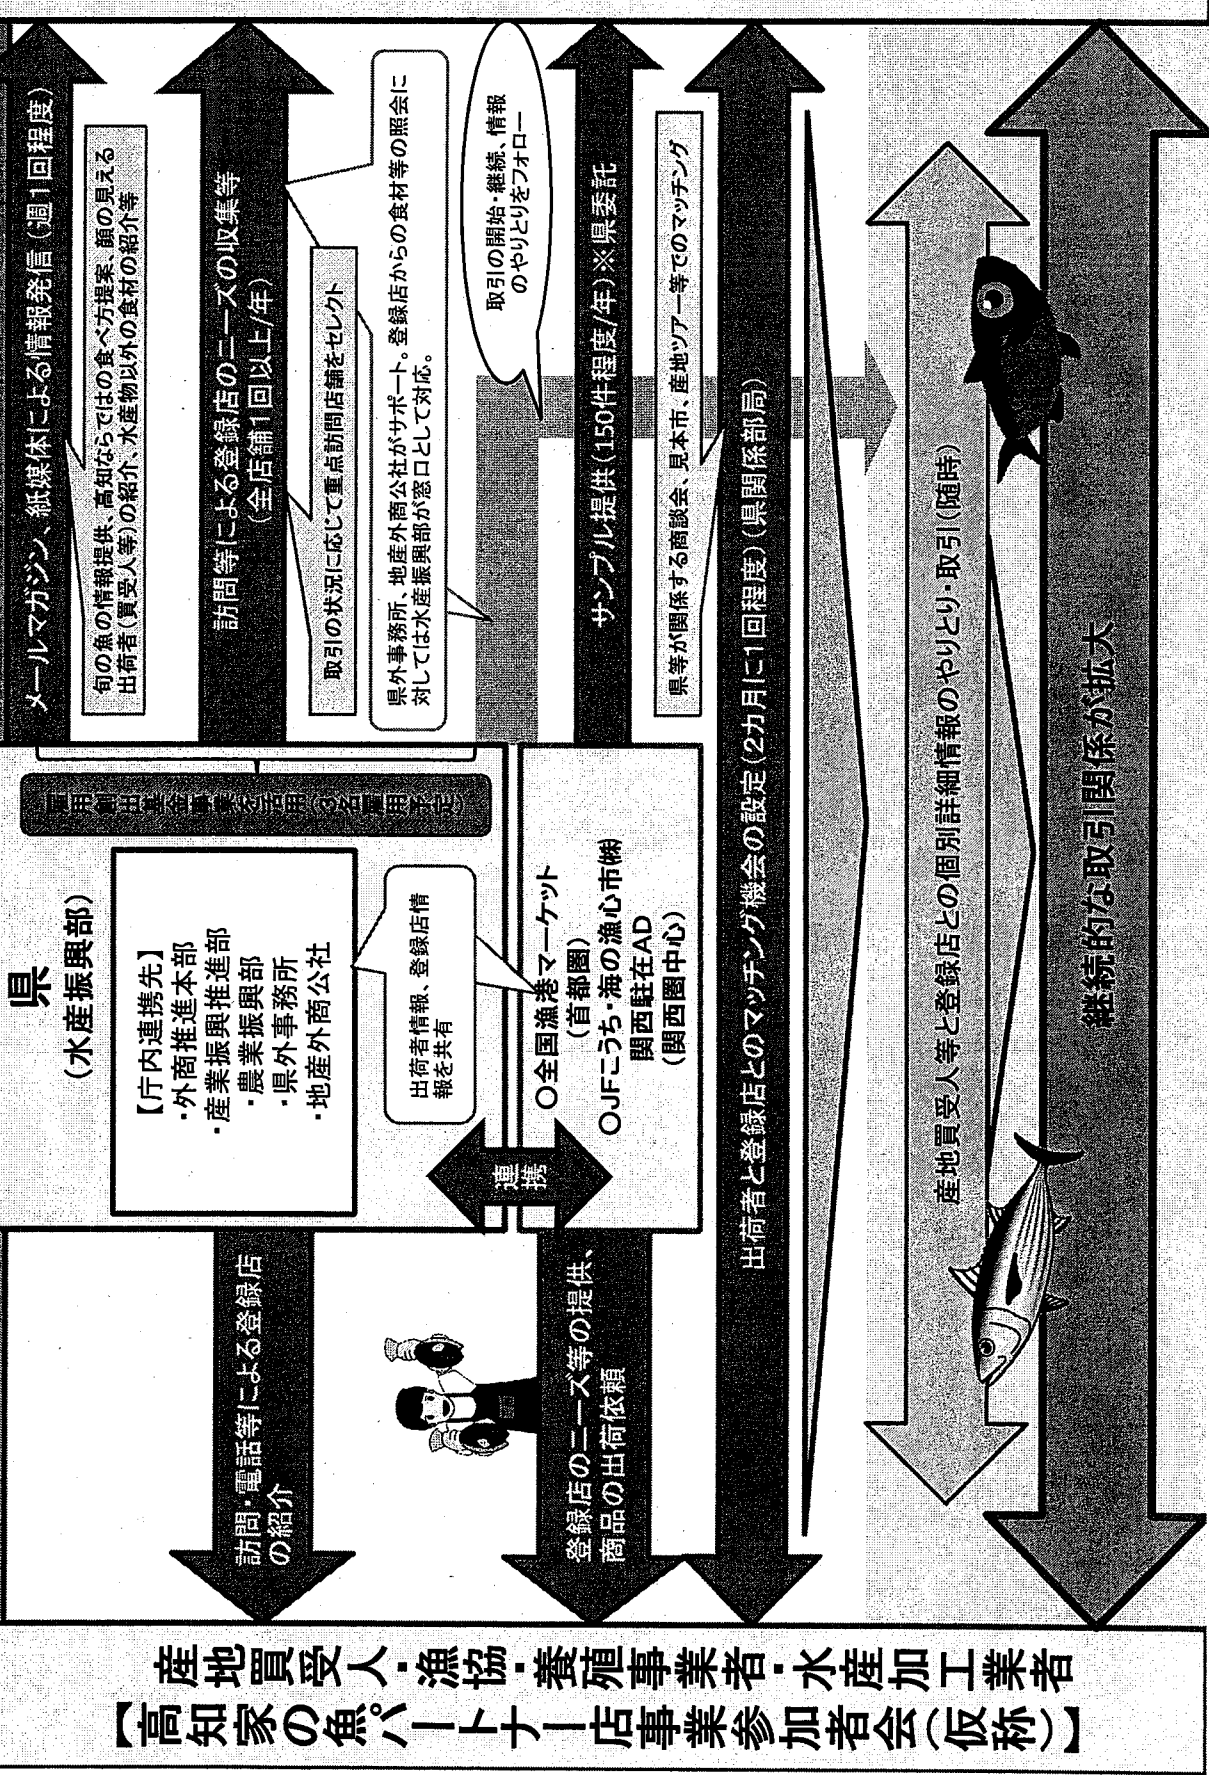 産地買受人・漁協・養殖事業者・水産加工業者
【高知家の魚パートナー店事業参加者会(仮称)】
県
(水産振興部)
【庁内連携先】
・外商推進本部
・産業振興推進部
・農業振興部
・県外事務所
・地産外商公社
雇用創出基金事業を活用(3名雇用予定)
メールマガジン、紙媒体による情報発信(週1回程度)
旬の魚の情報提供、高知ならではの食べ方提案、顔の見える
出荷者(買受人等)の紹介、水産物以外の食材の紹介等
訪問・電話等による登録店
の紹介
訪問等による登録店のニーズの収集等
(全店舗1回以上/年)
取引の状況に応じて重点訪問店舗をセレクト
県外事務所、地産外商公社がサポート。登録店からの食材等の照会に
対しては水産振興部が窓口として対応。
出荷者情報、登録店情
報を共有
連携
取引の開始・継続、情報
のやりとりをフォロー
登録店のニーズ等の提供、
商品の出荷依頼
〇全国漁港マーケット
(首都圏)
〇JFこうち・海の漁心市㈱
関西駐在AD
(関西圏中心)
サンプル提供(150件程度/年)※県委託
県等が関係する商談会、見本市、産地ツアー等でのマッチング
出荷者と登録店とのマッチング機会の設定(2カ月に1回程度)(県関係部局)
産地買受人等と登録店との個別詳細情報のやりとり・取引(随時)
継続的な取引関係が拡大